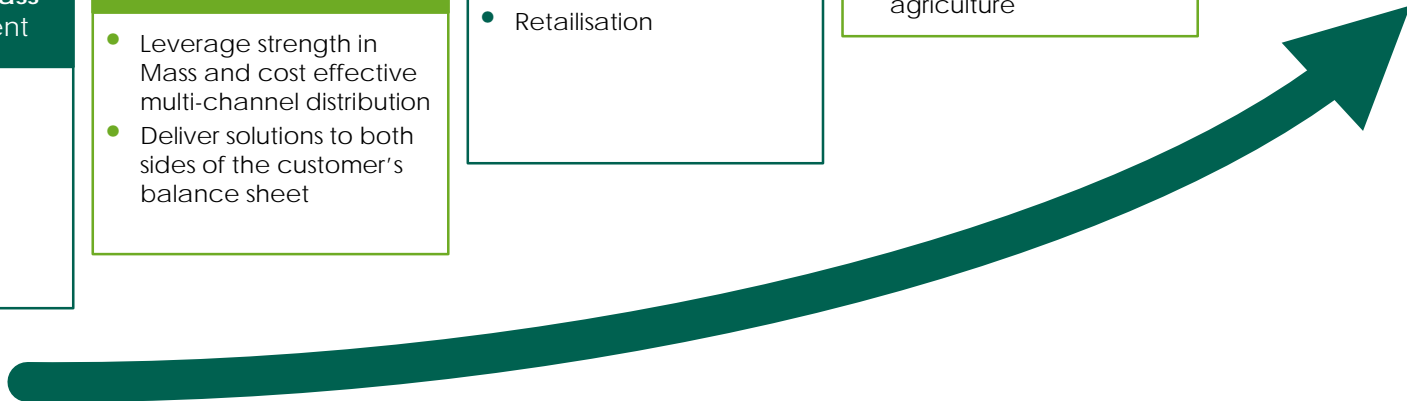 ent
Leverage strength in
Mass and cost effective
multi-channel distribution
Deliver solutions to both
sides of the customer's
balance sheet
Retailisation
agriculture